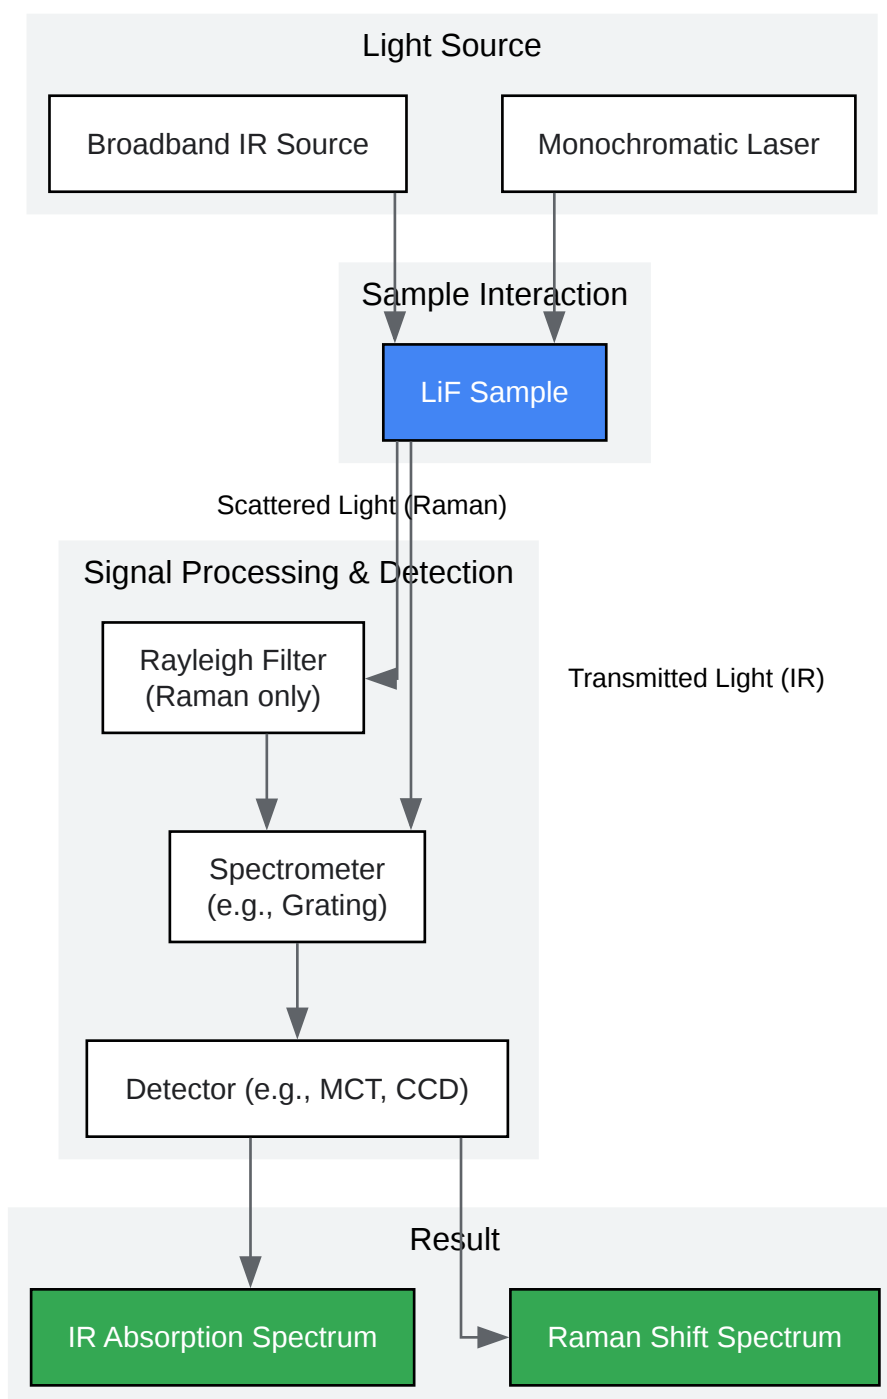 Light Source
Broadband IR Source
Monochromatic Laser
Sample Interaction
LiF Sample
Scattered Light (Raman)
Signal Processing & Detection
Rayleigh Filter
(Raman only)
Transmitted Light (IR)
Spectrometer
(e.g., Grating)
Detector (e.g., MCT, CCD)
Result
IR Absorption Spectrum
Raman Shift Spectrum